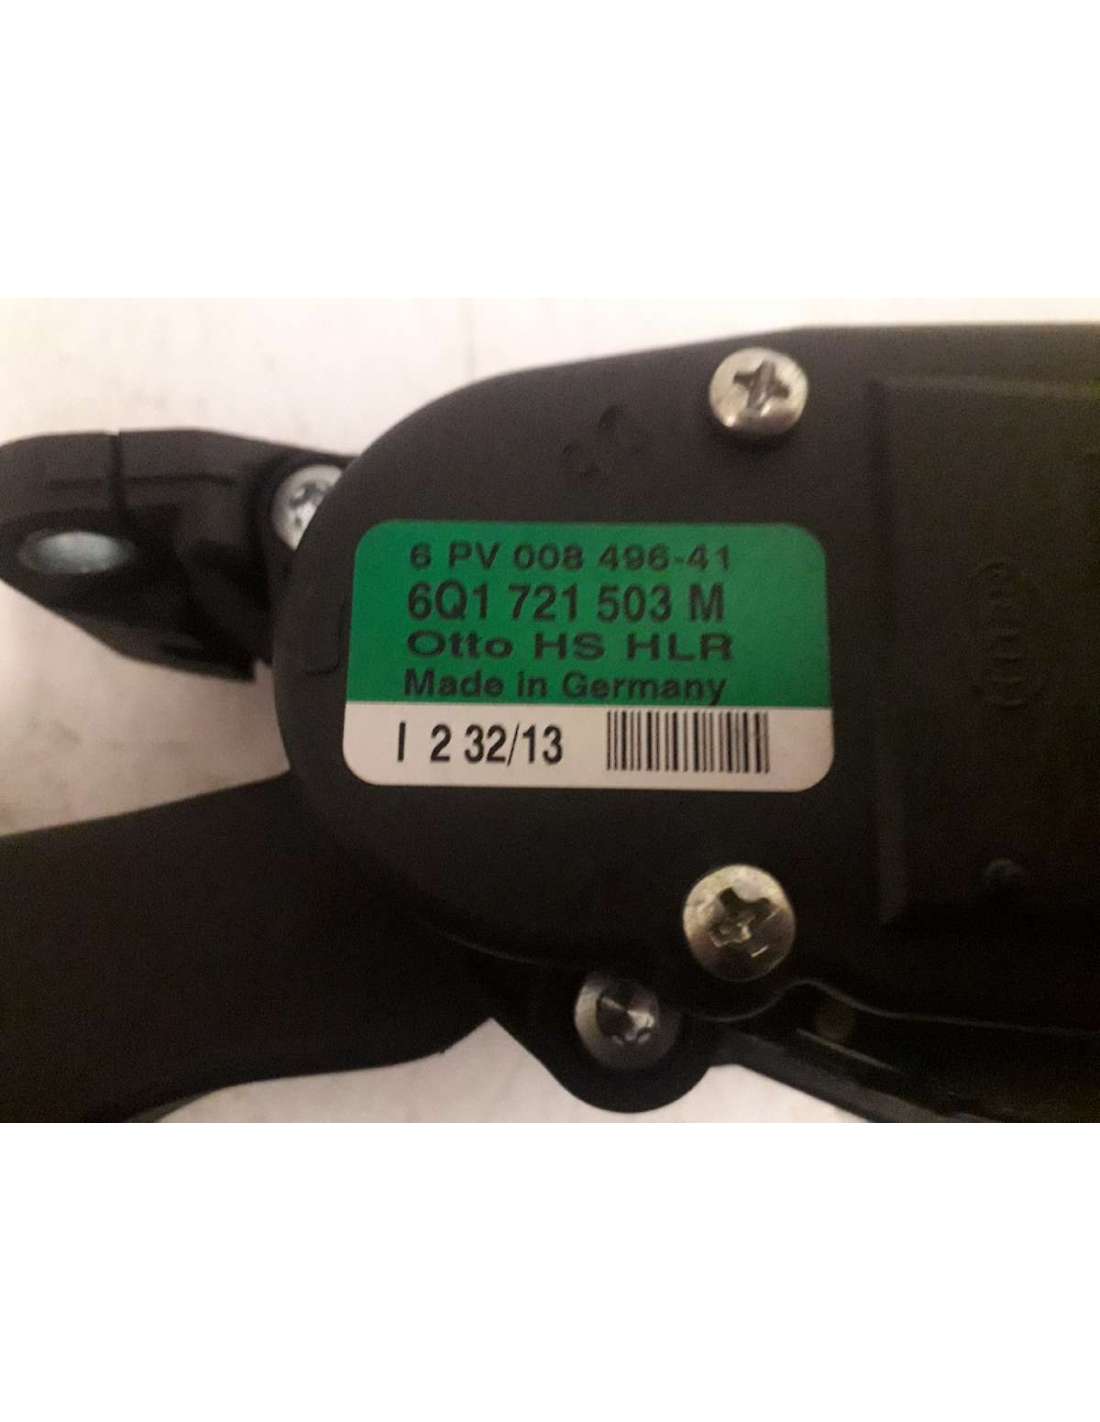 6 PV 008 496-41
6Q1 721 503 M
Otto HS HLR
Made in Germany
I 2 32/13